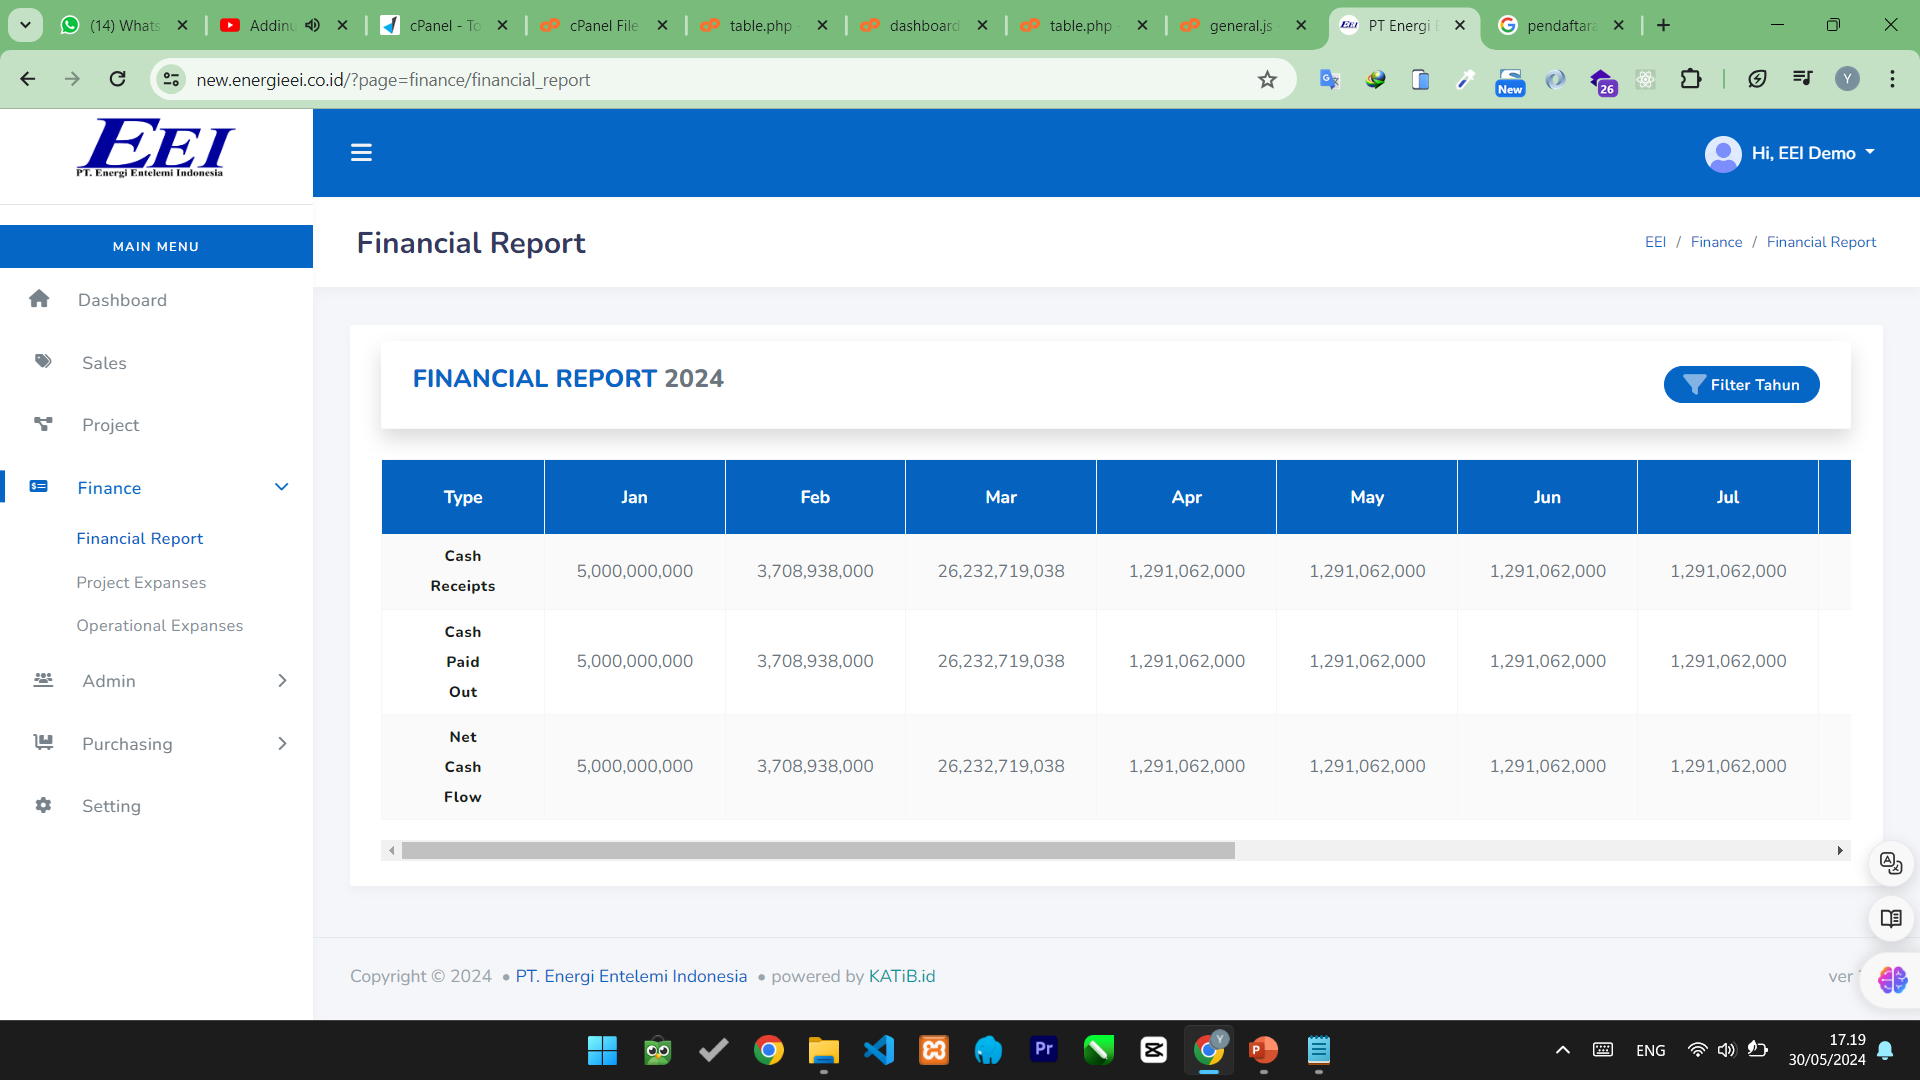 (14) Whats
Addinu
cPanel - To
cPanel File
table.php -
dashboard
table.php -
general.js -
EEI
PT Energi E
pendaftara
new.energieei.co.id/?page=finance/financial_report
New
26
Y
EEI
PT. Energi Entelemi Indonesia
Hi, EEI Demo
MAIN MENU
Dashboard
Sales
Project
Finance
Financial Report
Project Expanses
Operational Expanses
Admin
Purchasing
Setting
Financial Report
EEI / Finance / Financial Report
FINANCIAL REPORT 2024
Filter Tahun
Type Jan Feb Mar Apr May Jun Jul
Cash Receipts 5,000,000,000 3,708,938,000 26,232,719,038 1,291,062,000 1,291,062,000 1,291,062,000 1,291,062,000
Cash Paid Out 5,000,000,000 3,708,938,000 26,232,719,038 1,291,062,000 1,291,062,000 1,291,062,000 1,291,062,000
Net Cash Flow 5,000,000,000 3,708,938,000 26,232,719,038 1,291,062,000 1,291,062,000 1,291,062,000 1,291,062,000
Copyright © 2024 • PT. Energi Entelemi Indonesia • powered by KATiB.id
ver
Pr
Y
P
ENG
17.19
30/05/2024